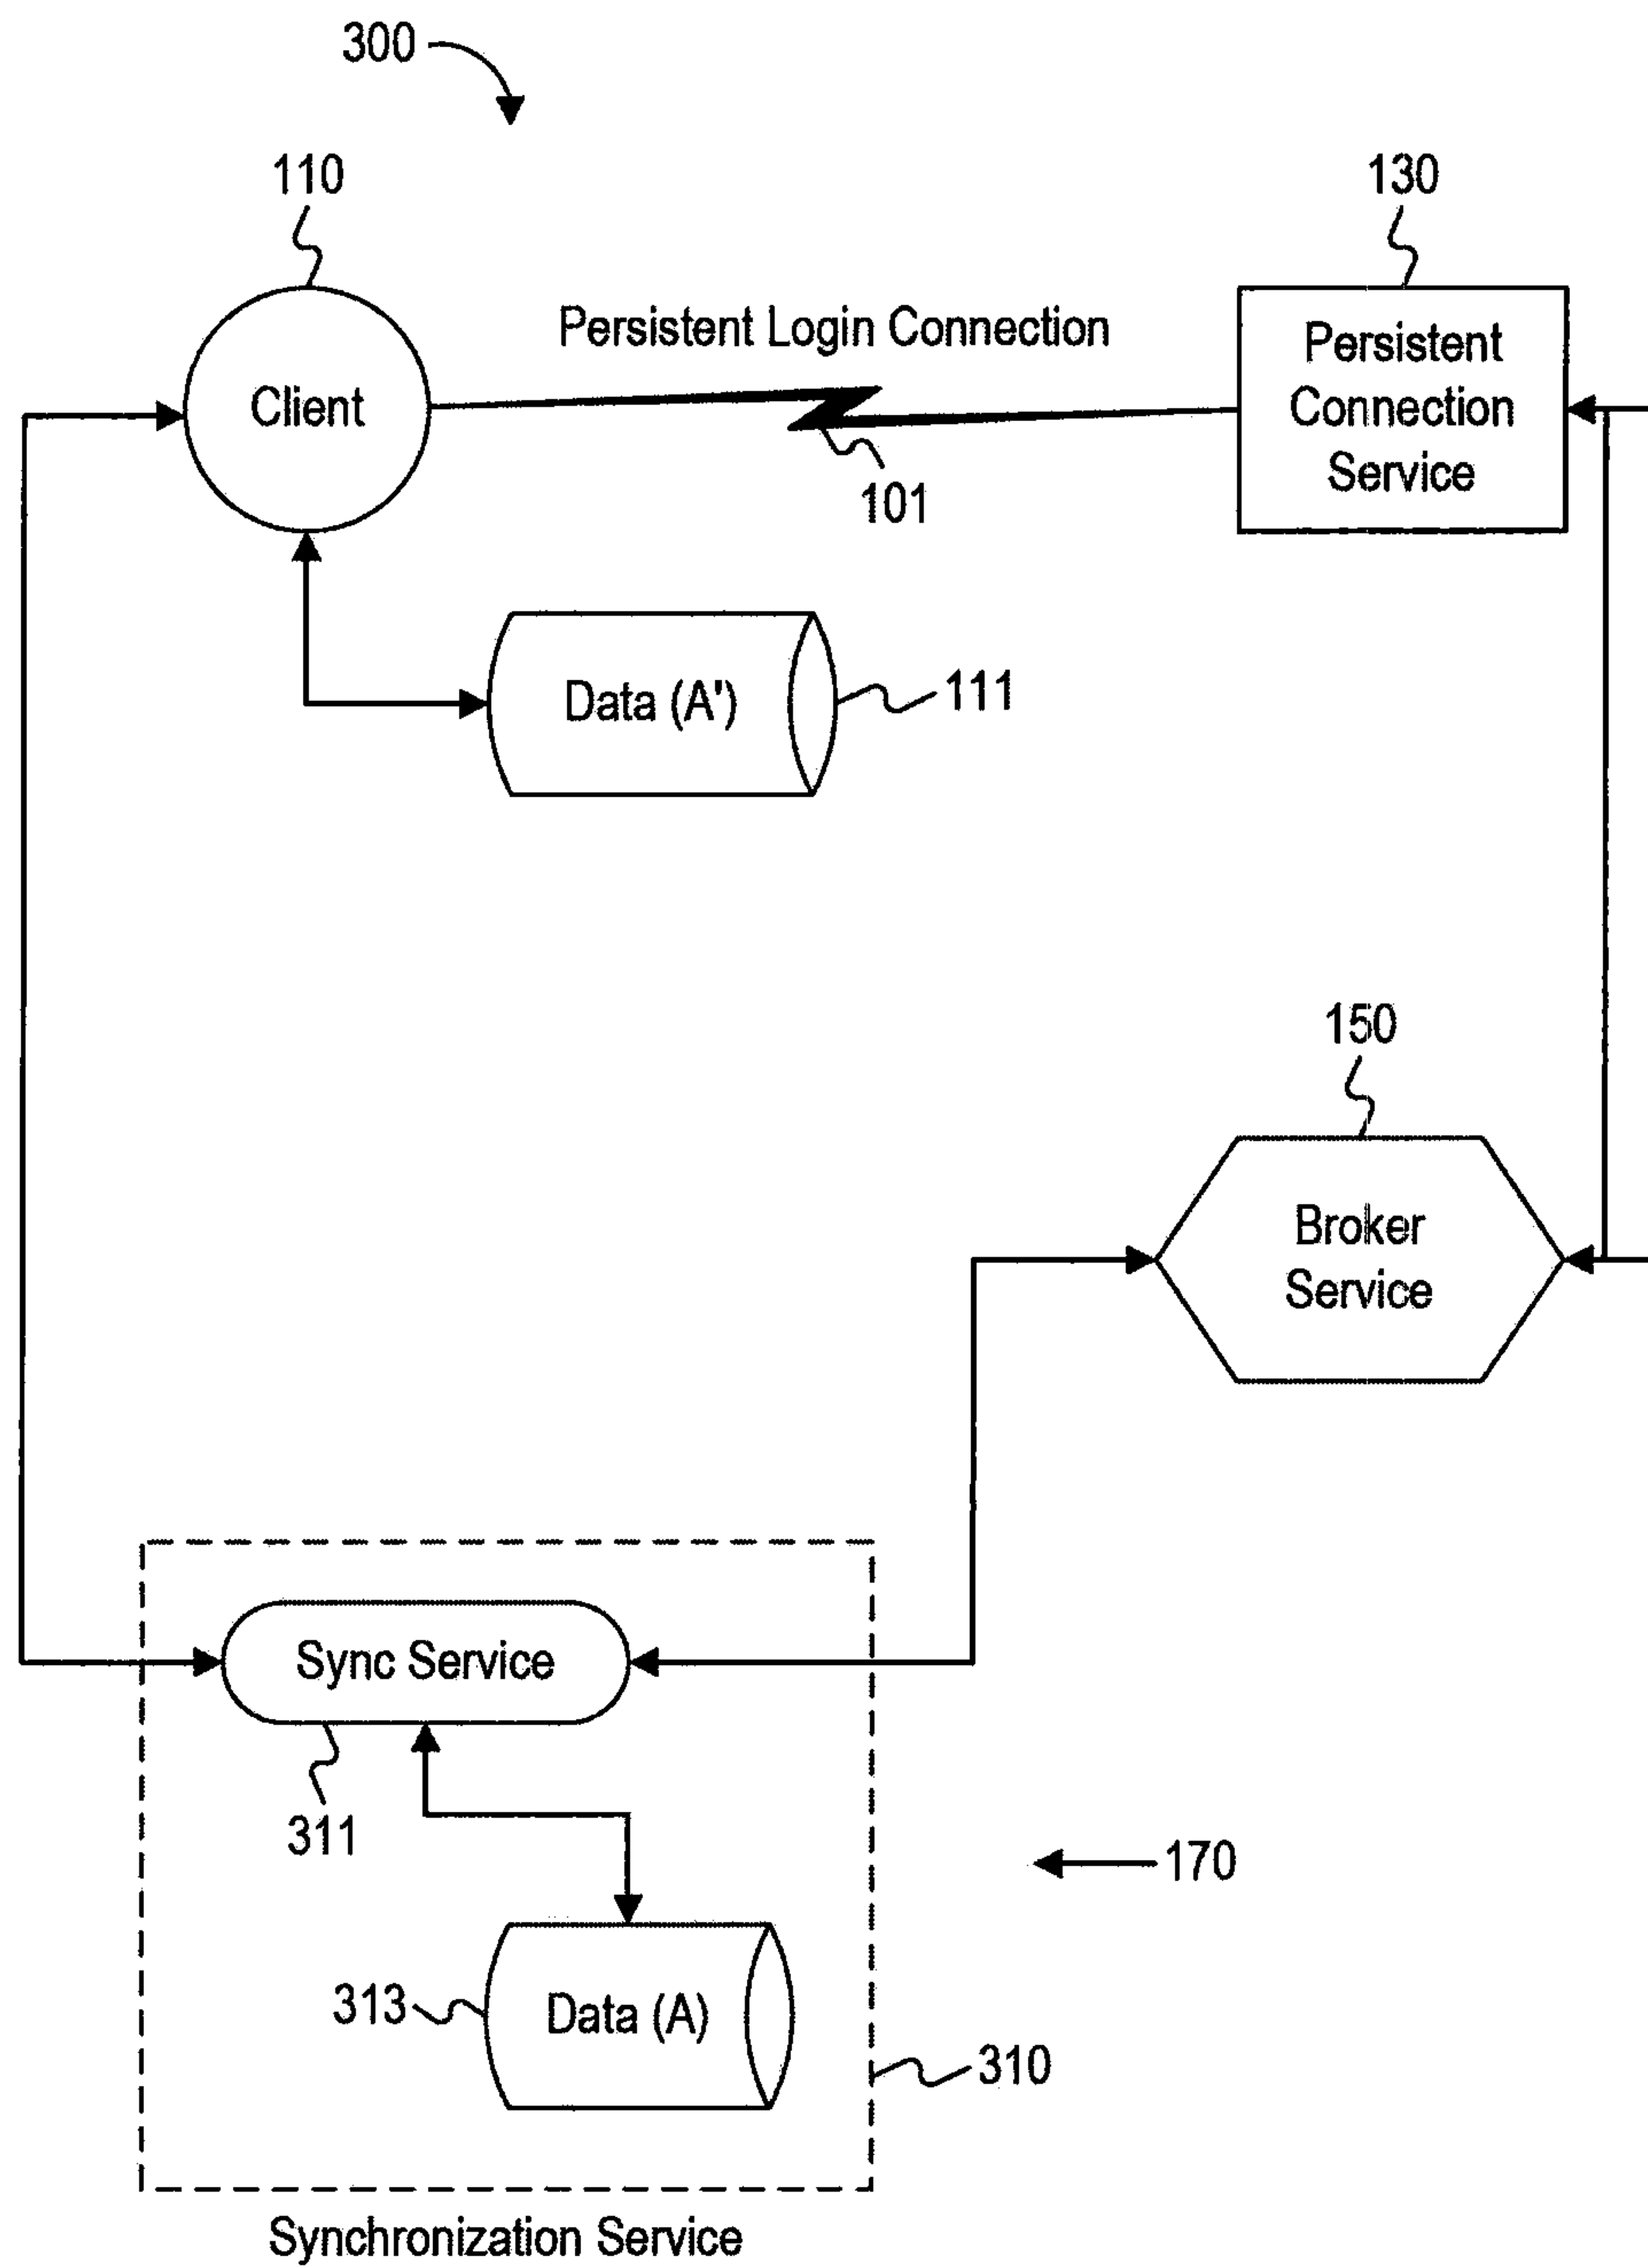 300
110
130
Persistent Login Connection
Client
Persistent
Connection
Service
101
Data (A')
111
150
Broker
Service
Sync Service
311
170
313
Data (A)
310
Synchronization Service